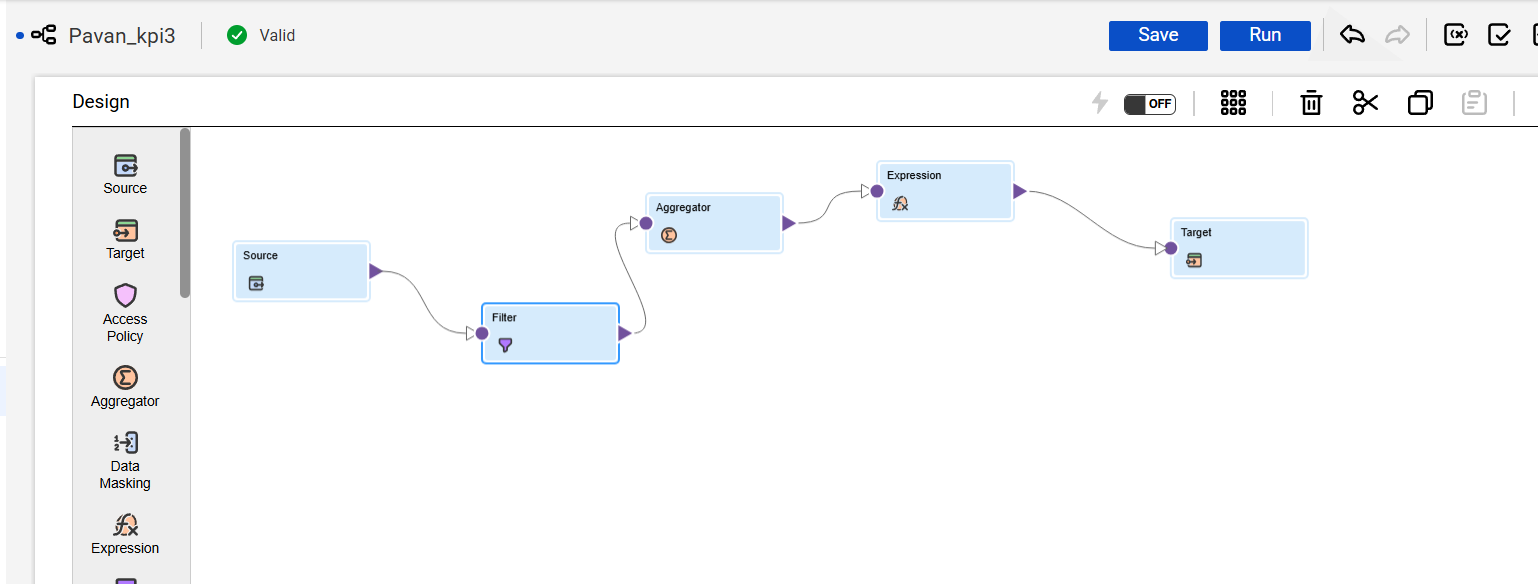 Pavan_kpi3
Valid
Save
Run
Design
OFF
Source
Target
Access
Policy
Aggregator
Data
Masking
Expression
Source
Filter
Aggregator
Expression
Target